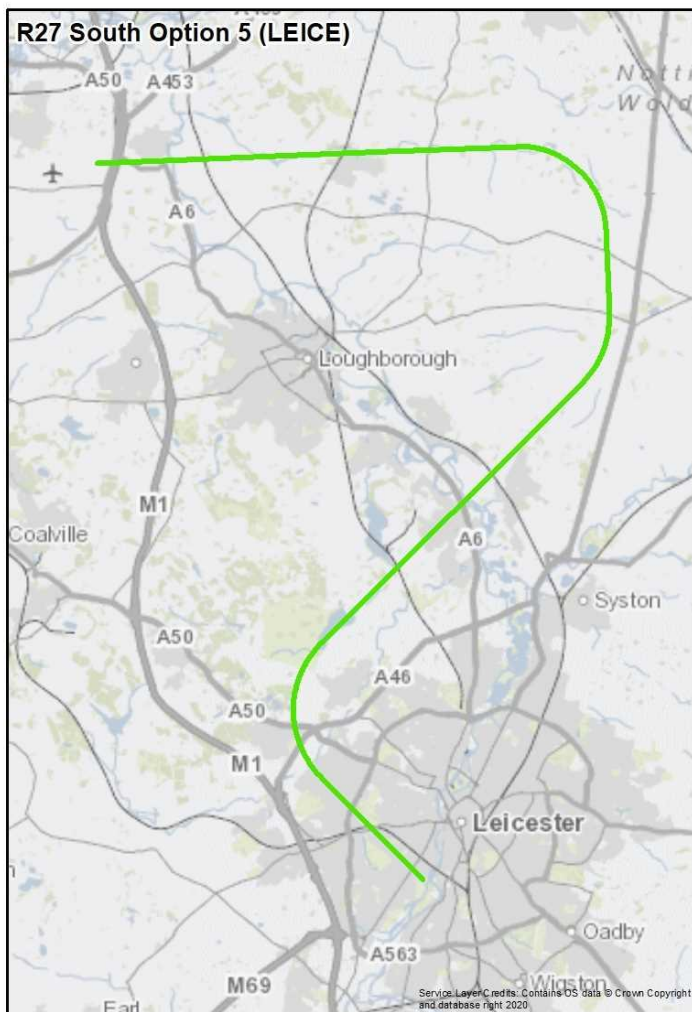 R27 South Option 5 (LEICE)
A50
A453
A6
Loughborough
M1
Coalville
A6
A50
Syston
A46
A50
M1
Leicester
A563
Oadby
M69
Wigston
Service Layer Credits: Contains OS data © Crown Copyright
and database right 2020